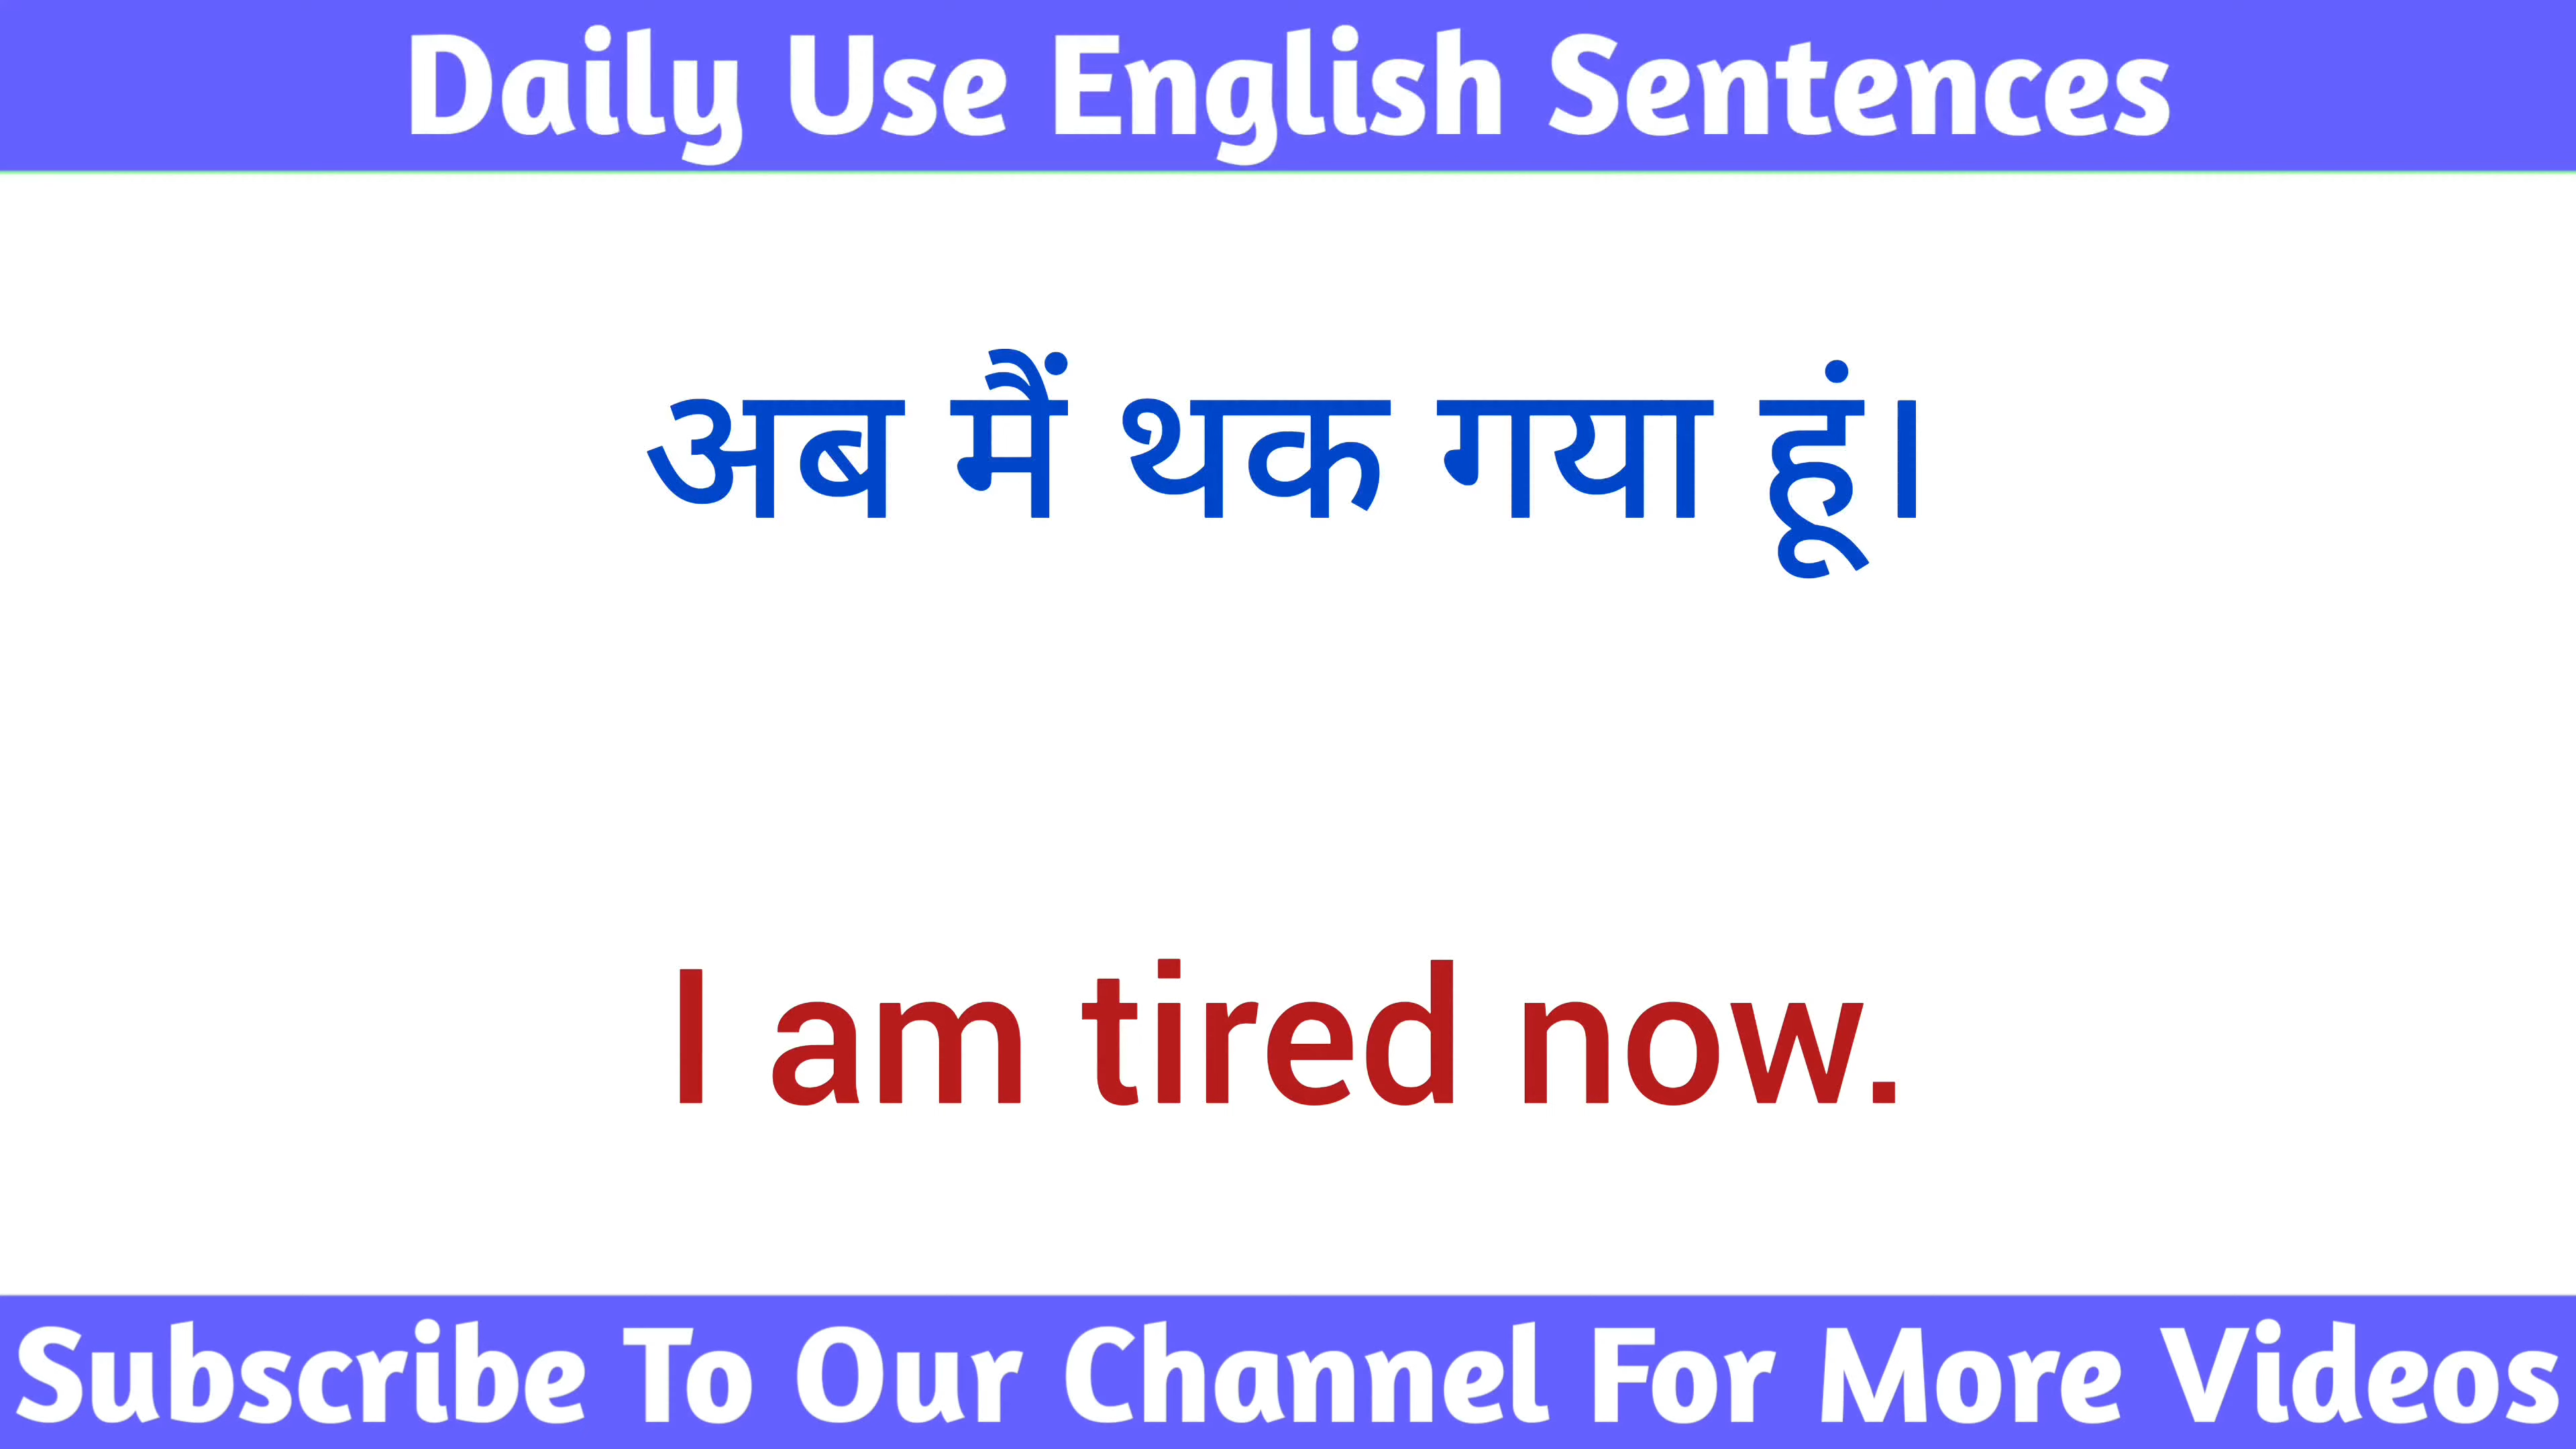 Daily Use English Sentences
अब मैं थक गया हूं।
I am tired now.
Subscribe To Our Channel For More Videos